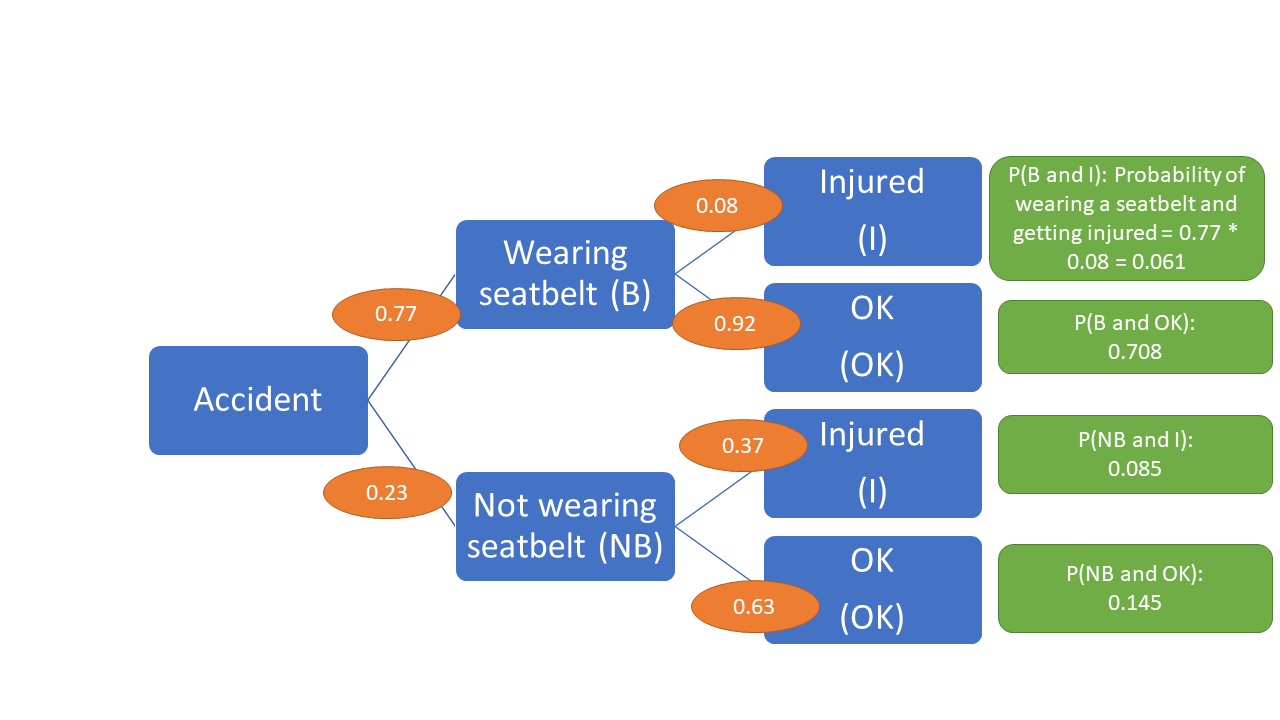 Accident
0.77
0.23
Wearing
seatbelt (B)
Not wearing
seatbelt (NB)
0.08
0.92
0.37
0.63
Injured
(I)
OK
(OK)
Injured
(I)
OK
(OK)
P(B and I): Probability of
wearing a seatbelt and
getting injured = 0.77 *
0.08 = 0.061
P(B and OK):
0.708
P(NB and I):
0.085
P(NB and OK):
0.145